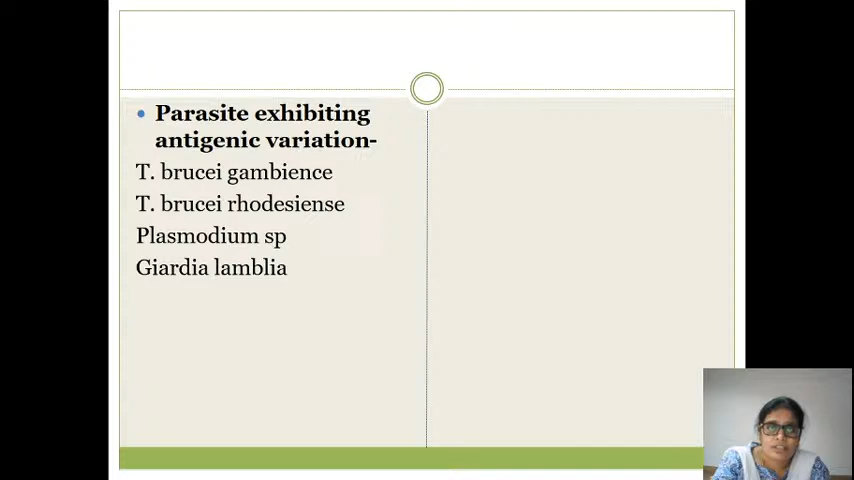 Parasite exhibiting
antigenic variation-
T. brucei gambience
T. brucei rhodesiense
Plasmodium sp
Giardia lamblia